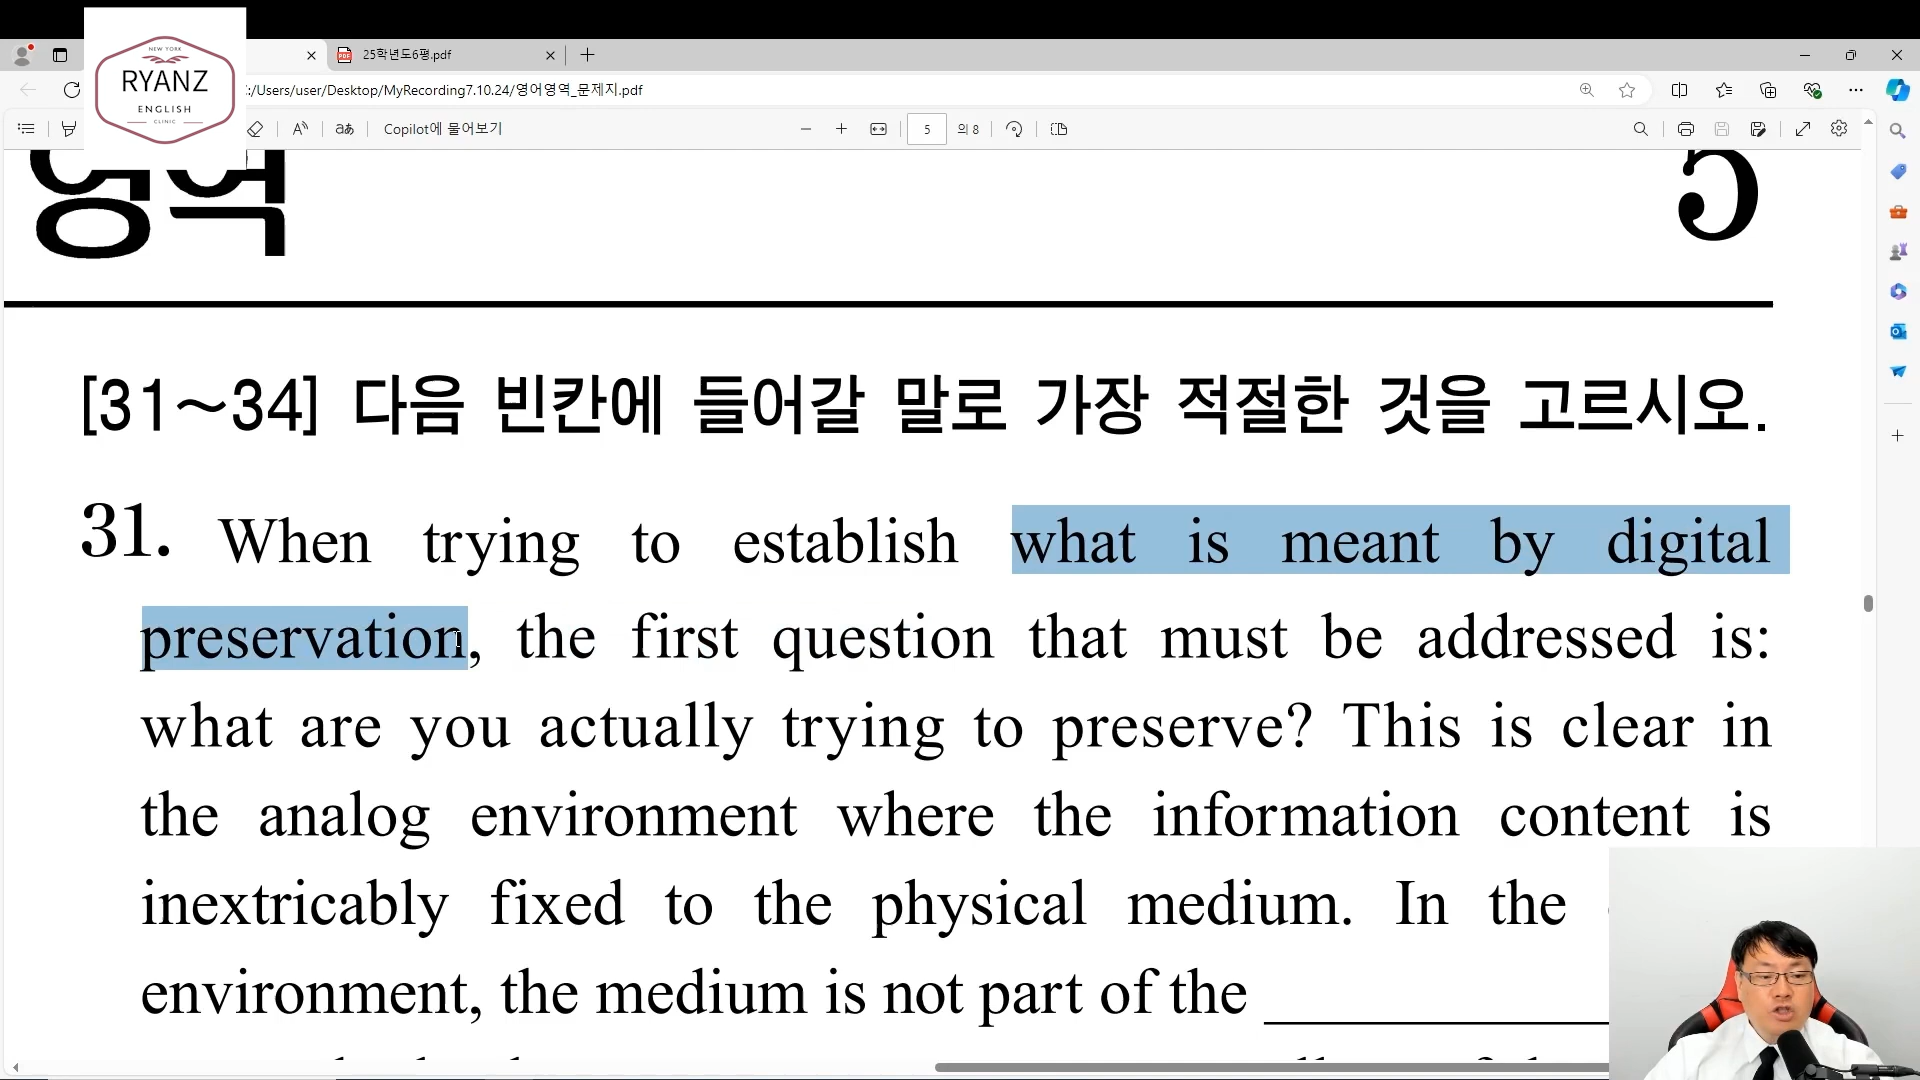 NEW YORK
RYANZ
ENGLISH
CLINIC
25학년도6평.pdf
:/Users/user/Desktop/MyRecording7.10.24/영어영역_문제지.pdf
Copilot에 물어보기
5
의 8
영역
5
[31～34] 다음 빈칸에 들어갈 말로 가장 적절한 것을 고르시오.
31. When trying to establish what is meant by digital
preservation, the first question that must be addressed is:
what are you actually trying to preserve? This is clear in
the analog environment where the information content is
inextricably fixed to the physical medium. In the
environment, the medium is not part of the